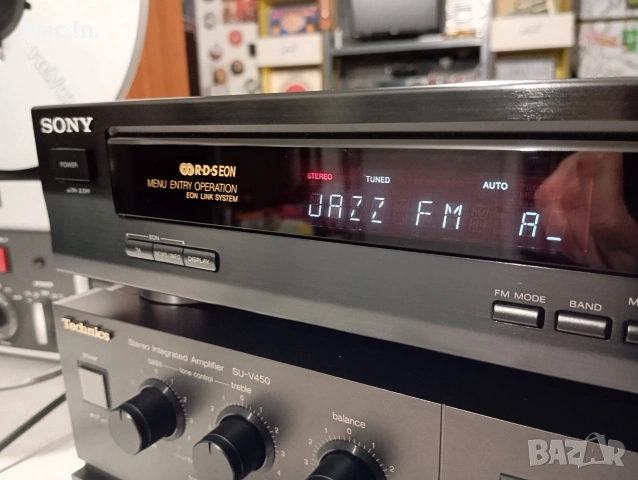 SONY
POWER
R·D·S EON
MENU ENTRY OPERATION
EON LINK SYSTEM
STEREO
TUNED
AUTO
JAZZ FM A_
EON
DISPLAY
FM MODE
BAND
M
Technics
Stereo Integrated Amplifier
SU-V450
bass
tone control
treble
balance
BAZAR